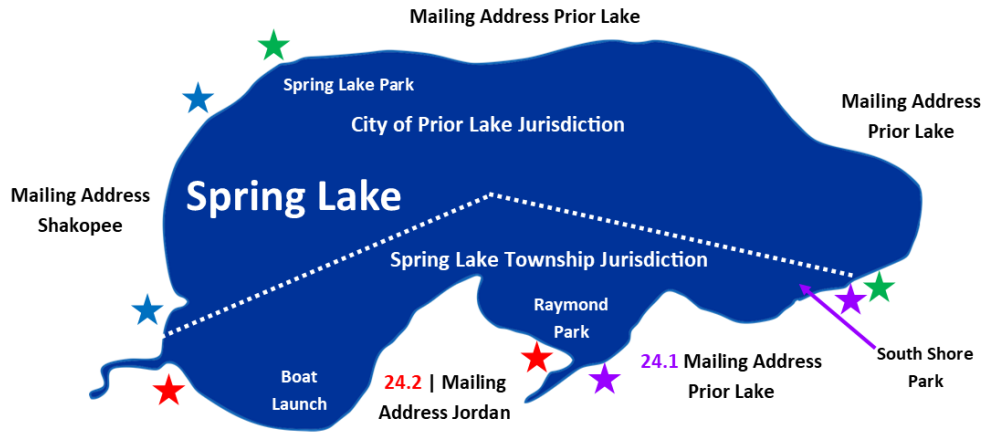 Mailing Address Prior Lake
Spring Lake Park
City of Prior Lake Jurisdiction
Mailing Address
Prior Lake
Mailing Address
Shakopee
Spring Lake
Spring Lake Township Jurisdiction
Raymond
Park
Boat
Launch
24.2 | Mailing
Address Jordan
24.1 Mailing Address
Prior Lake
South Shore
Park